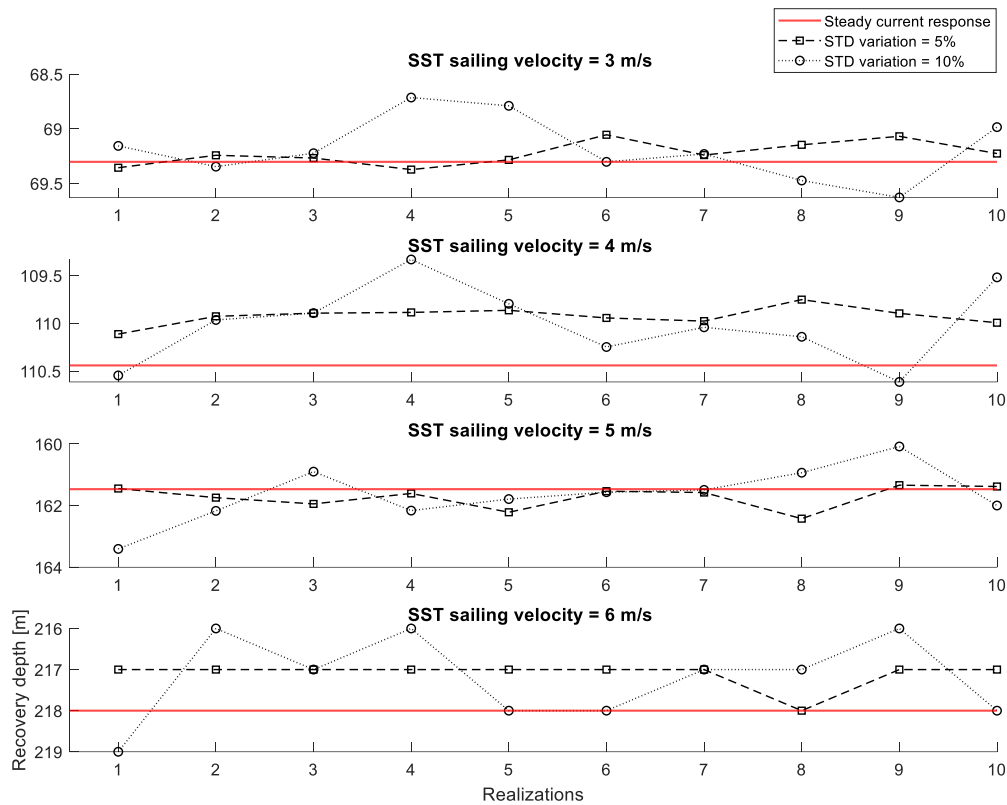 Steady current response
STD variation = 5%
STD variation = 10%
SST sailing velocity = 3 m/s
68.5
69
69.5
1 2 3 4 5 6 7 8 9 10
SST sailing velocity = 4 m/s
109.5
110
110.5
1 2 3 4 5 6 7 8 9 10
SST sailing velocity = 5 m/s
160
162
164
1 2 3 4 5 6 7 8 9 10
SST sailing velocity = 6 m/s
216
217
218
219
1 2 3 4 5 6 7 8 9 10
Recovery depth [m]
Realizations